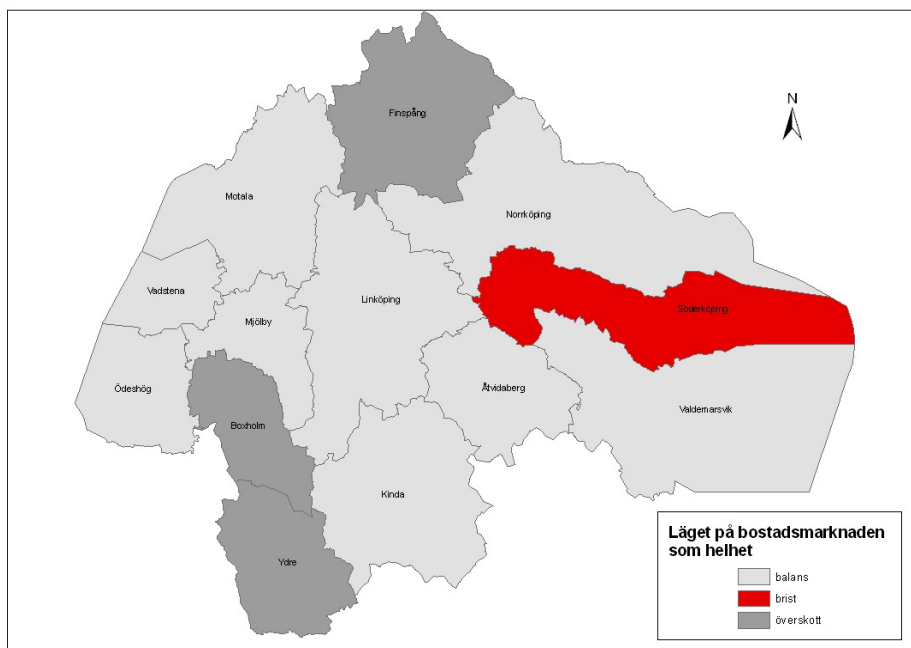 Finspång
N
Motala
Norrköping
Vadstena
Linköping
Söderköping
Mjölby
Ödeshög
Åtvidaberg
Valdemarsvik
Boxholm
Kinda
Ydre
Läget på bostadsmarknaden
som helhet
balans
brist
överskott